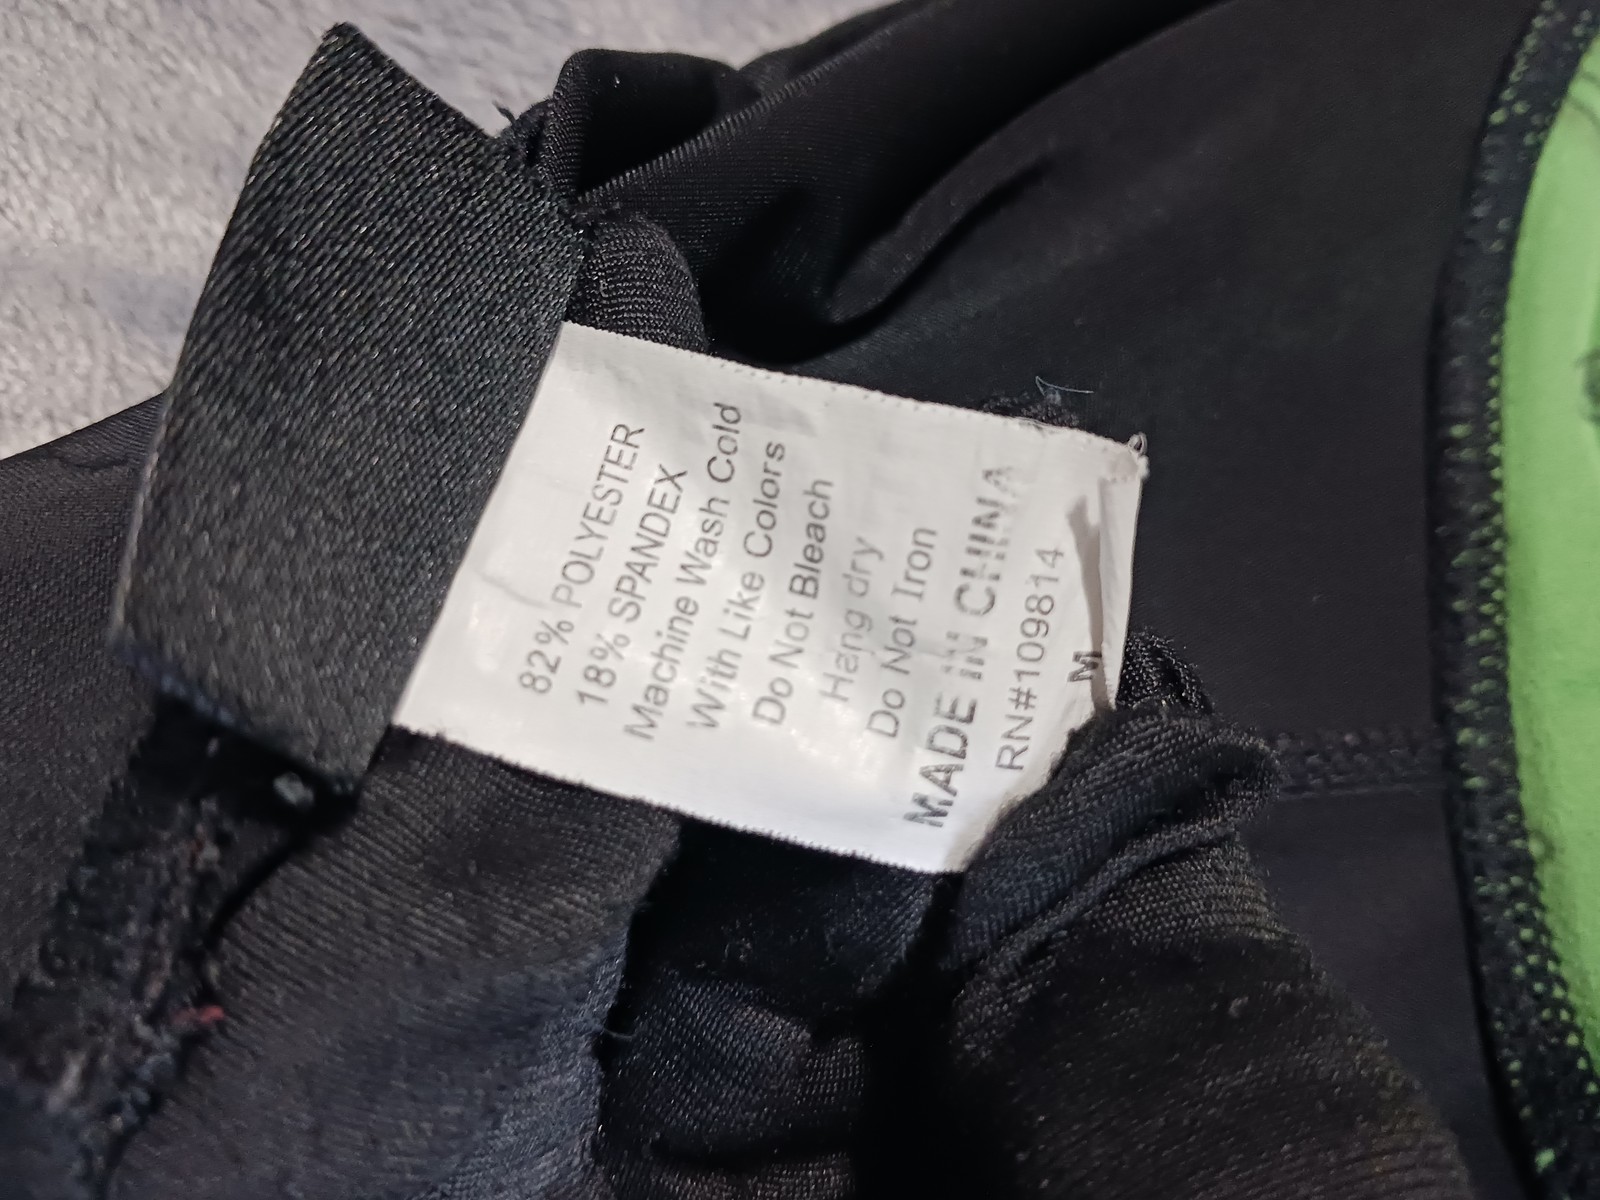 82% POLYESTER
18% SPANDEX
Machine Wash Cold
With Like Colors
Do Not Bleach
Hang dry
Do Not Iron
MADE IN CHINA
RN#109814
M